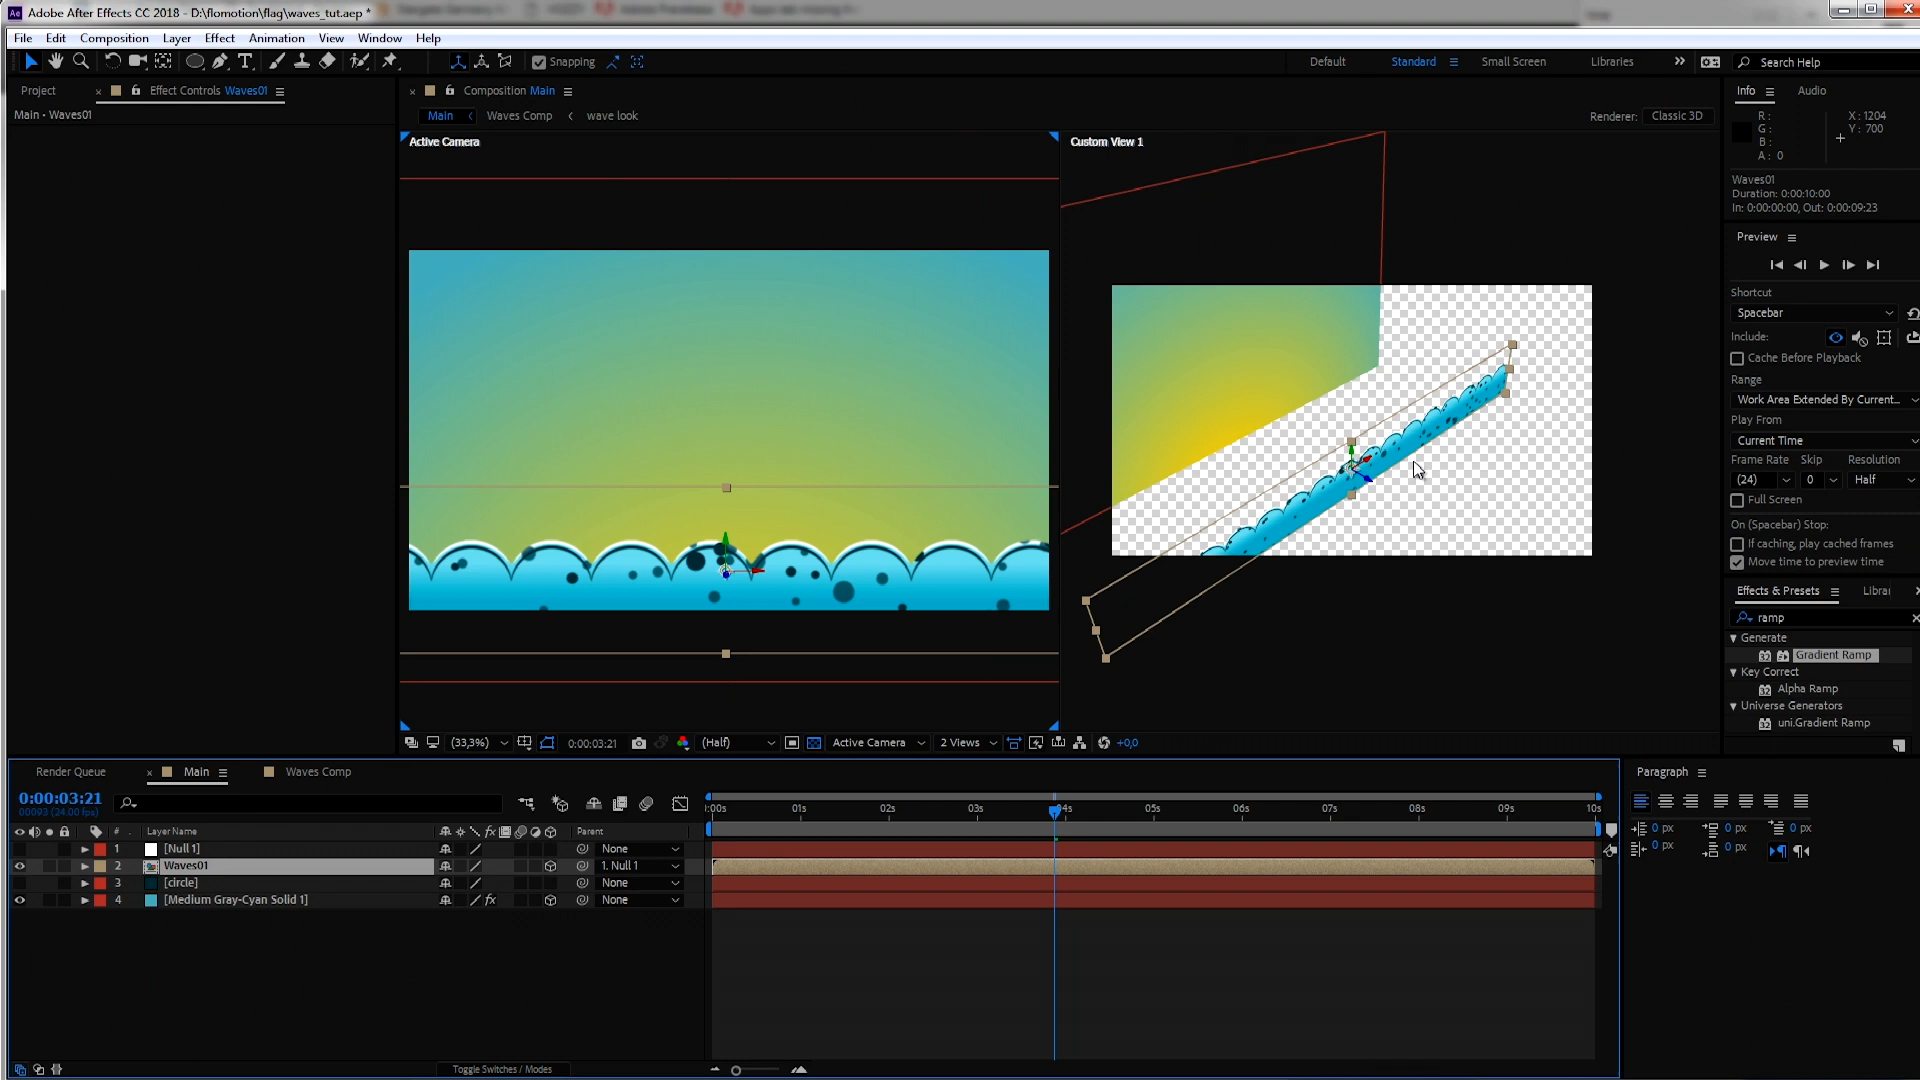 Adobe After Effects CC 2018 - D:\flomotion\flag\waves_tut.aep *
File Edit Composition Layer Effect Animation View Window Help
Snapping
Default Standard Small Screen Libraries Search Help
Project Effect Controls Waves01
Main • Waves01
Composition Main
Main Waves Comp wave look
Renderer: Classic 3D
Active Camera
Custom View 1
Info Audio
R: X: 1204
G: Y: 700
B:
A: 0
Waves01
Duration: 0:00:10:00
In: 0:00:00:00, Out: 0:00:09:23
Preview
Shortcut
Spacebar
Include:
Cache Before Playback
Range
Work Area Extended By Current...
Play From
Current Time
Frame Rate Skip Resolution
(24) 0 Half
Full Screen
On (Spacebar) Stop:
If caching, play cached frames
Move time to preview time
Effects & Presets Librai
ramp
Generate
Gradient Ramp
Key Correct
Alpha Ramp
Universe Generators
uni.Gradient Ramp
(33,3%) 0:00:03:21 (Half) Active Camera 2 Views +0,0
Render Queue Main Waves Comp
0:00:03:21
00093 (24.00 fps)
:00s 01s 02s 03s 04s 05s 06s 07s 08s 09s 10s
# Layer Name fx Parent
1 [Null 1] None
2 Waves01 1. Null 1
3 [circle] None
4 [Medium Gray-Cyan Solid 1] fx None
Toggle Switches / Modes
Paragraph
0 px 0 px 0 px
0 px 0 px